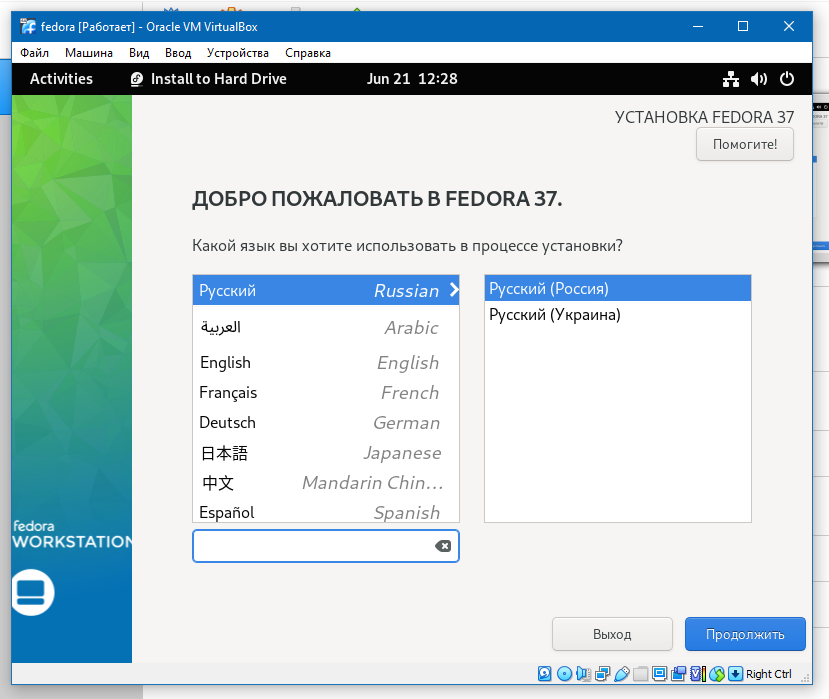 fedora [Работает] - Oracle VM VirtualBox
Файл Машина Вид Ввод Устройства Справка
Activities Install to Hard Drive Jun 21 12:28
УСТАНОВКА FEDORA 37
Помогите!
ДОБРО ПОЖАЛОВАТЬ В FEDORA 37.
Какой язык вы хотите использовать в процессе установки?
Русский Russian
العربية Arabic
English English
Français French
Deutsch German
日本語 Japanese
中文 Mandarin Chin...
Español Spanish
Русский (Россия)
Русский (Украина)
fedora
WORKSTATION
Выход Продолжить
Right Ctrl